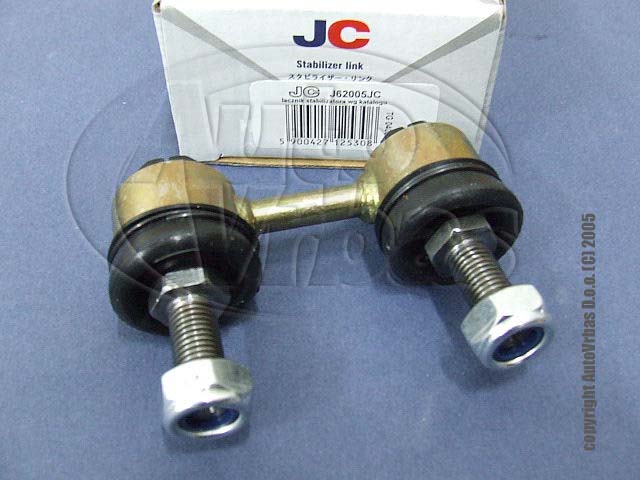 JC
Stabilizer link
スタビライザー・リンク
JC J62005JC
łącznik stabilizatora wg katalogu
5 900427 125308
copyright AutoVrbas D.o.o. (C) 2005